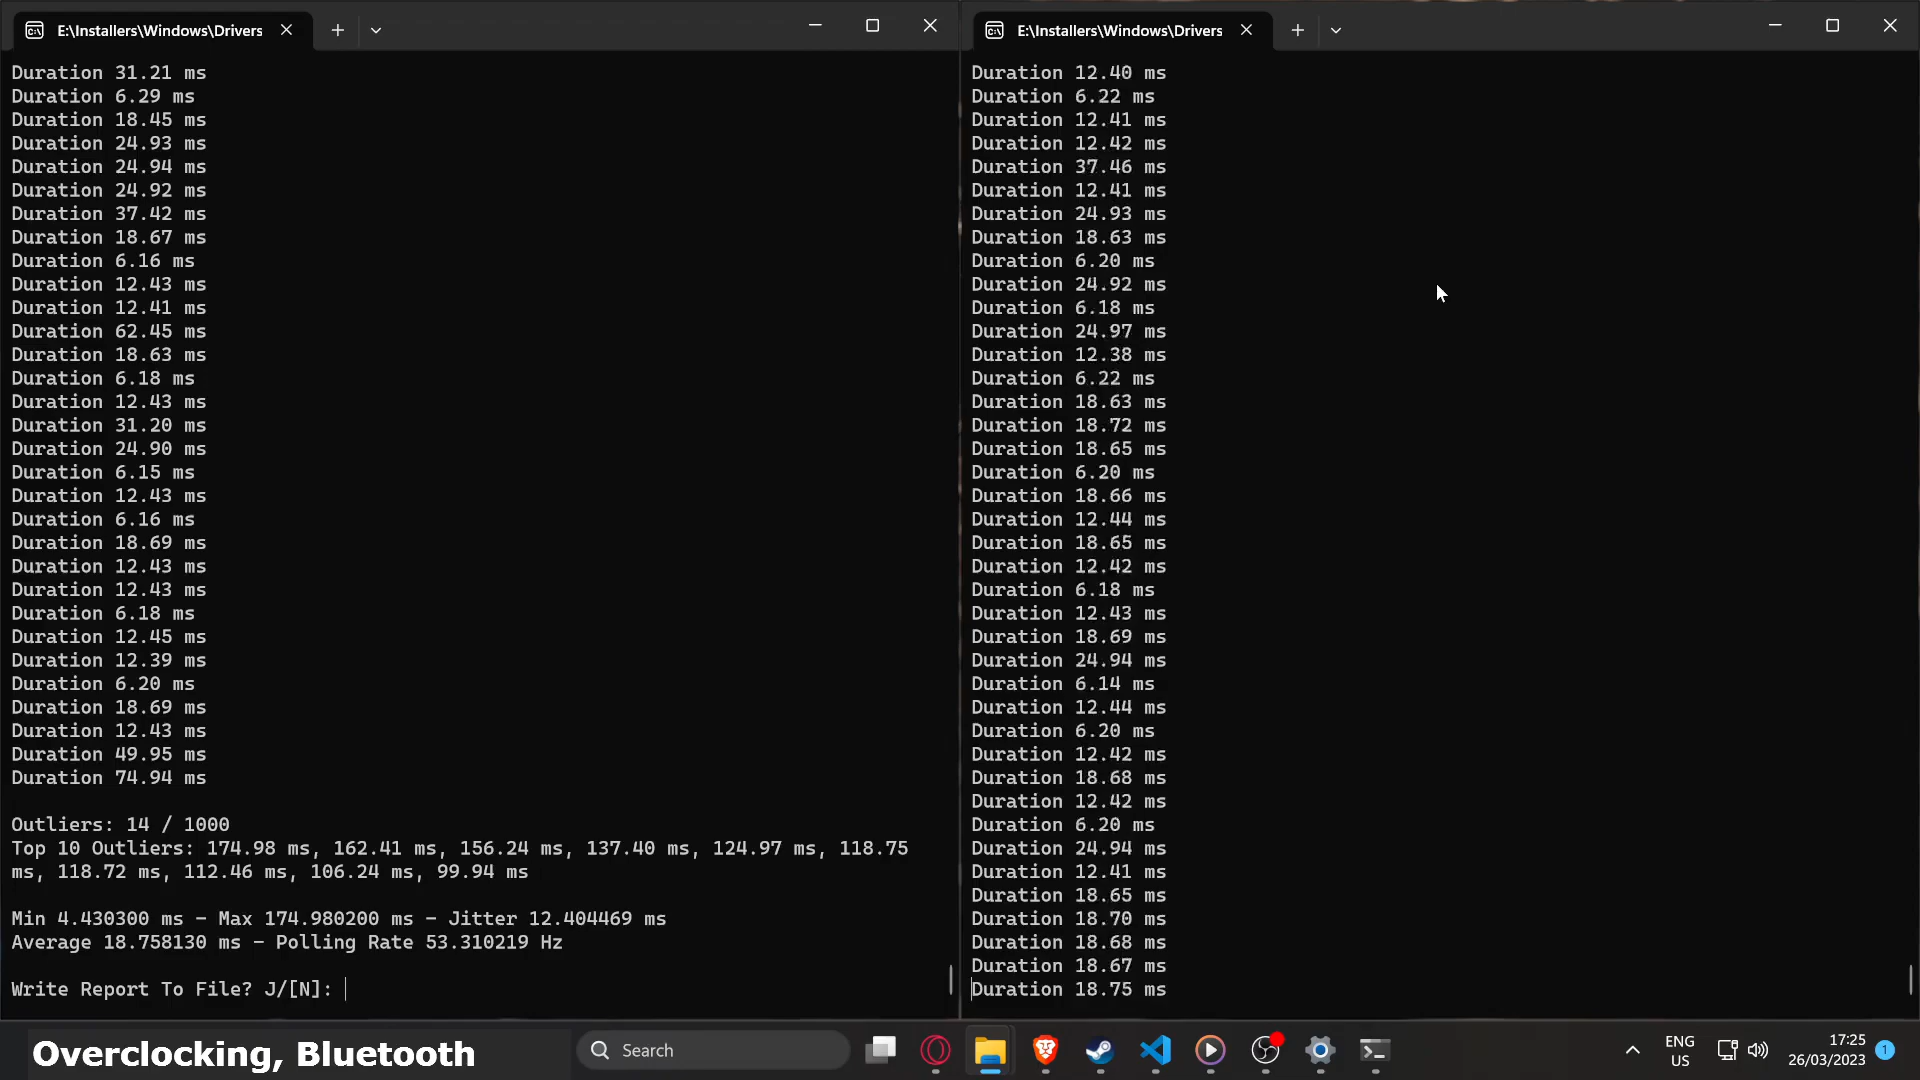 E:\Installers\Windows\Drivers
Duration 31.21 ms
Duration 6.29 ms
Duration 18.45 ms
Duration 24.93 ms
Duration 24.94 ms
Duration 24.92 ms
Duration 37.42 ms
Duration 18.67 ms
Duration 6.16 ms
Duration 12.43 ms
Duration 12.41 ms
Duration 62.45 ms
Duration 18.63 ms
Duration 6.18 ms
Duration 12.43 ms
Duration 31.20 ms
Duration 24.90 ms
Duration 6.15 ms
Duration 12.43 ms
Duration 6.16 ms
Duration 18.69 ms
Duration 12.43 ms
Duration 12.43 ms
Duration 6.18 ms
Duration 12.45 ms
Duration 12.39 ms
Duration 6.20 ms
Duration 18.69 ms
Duration 12.43 ms
Duration 49.95 ms
Duration 74.94 ms
Outliers: 14 / 1000
Top 10 Outliers: 174.98 ms, 162.41 ms, 156.24 ms, 137.40 ms, 124.97 ms, 118.75
ms, 118.72 ms, 112.46 ms, 106.24 ms, 99.94 ms
Min 4.430300 ms - Max 174.980200 ms - Jitter 12.404469 ms
Average 18.758130 ms - Polling Rate 53.310219 Hz
Write Report To File? J/[N]:
E:\Installers\Windows\Drivers
Duration 12.40 ms
Duration 6.22 ms
Duration 12.41 ms
Duration 12.42 ms
Duration 37.46 ms
Duration 12.41 ms
Duration 24.93 ms
Duration 18.63 ms
Duration 6.20 ms
Duration 24.92 ms
Duration 6.18 ms
Duration 24.97 ms
Duration 12.38 ms
Duration 6.22 ms
Duration 18.63 ms
Duration 18.72 ms
Duration 18.65 ms
Duration 6.20 ms
Duration 18.66 ms
Duration 12.44 ms
Duration 18.65 ms
Duration 12.42 ms
Duration 6.18 ms
Duration 12.43 ms
Duration 18.69 ms
Duration 24.94 ms
Duration 6.14 ms
Duration 12.44 ms
Duration 6.20 ms
Duration 12.42 ms
Duration 18.68 ms
Duration 12.42 ms
Duration 6.20 ms
Duration 24.94 ms
Duration 12.41 ms
Duration 18.65 ms
Duration 18.70 ms
Duration 18.68 ms
Duration 18.67 ms
Duration 18.75 ms
Overclocking, Bluetooth
Search
ENG
US
17:25
26/03/2023
1